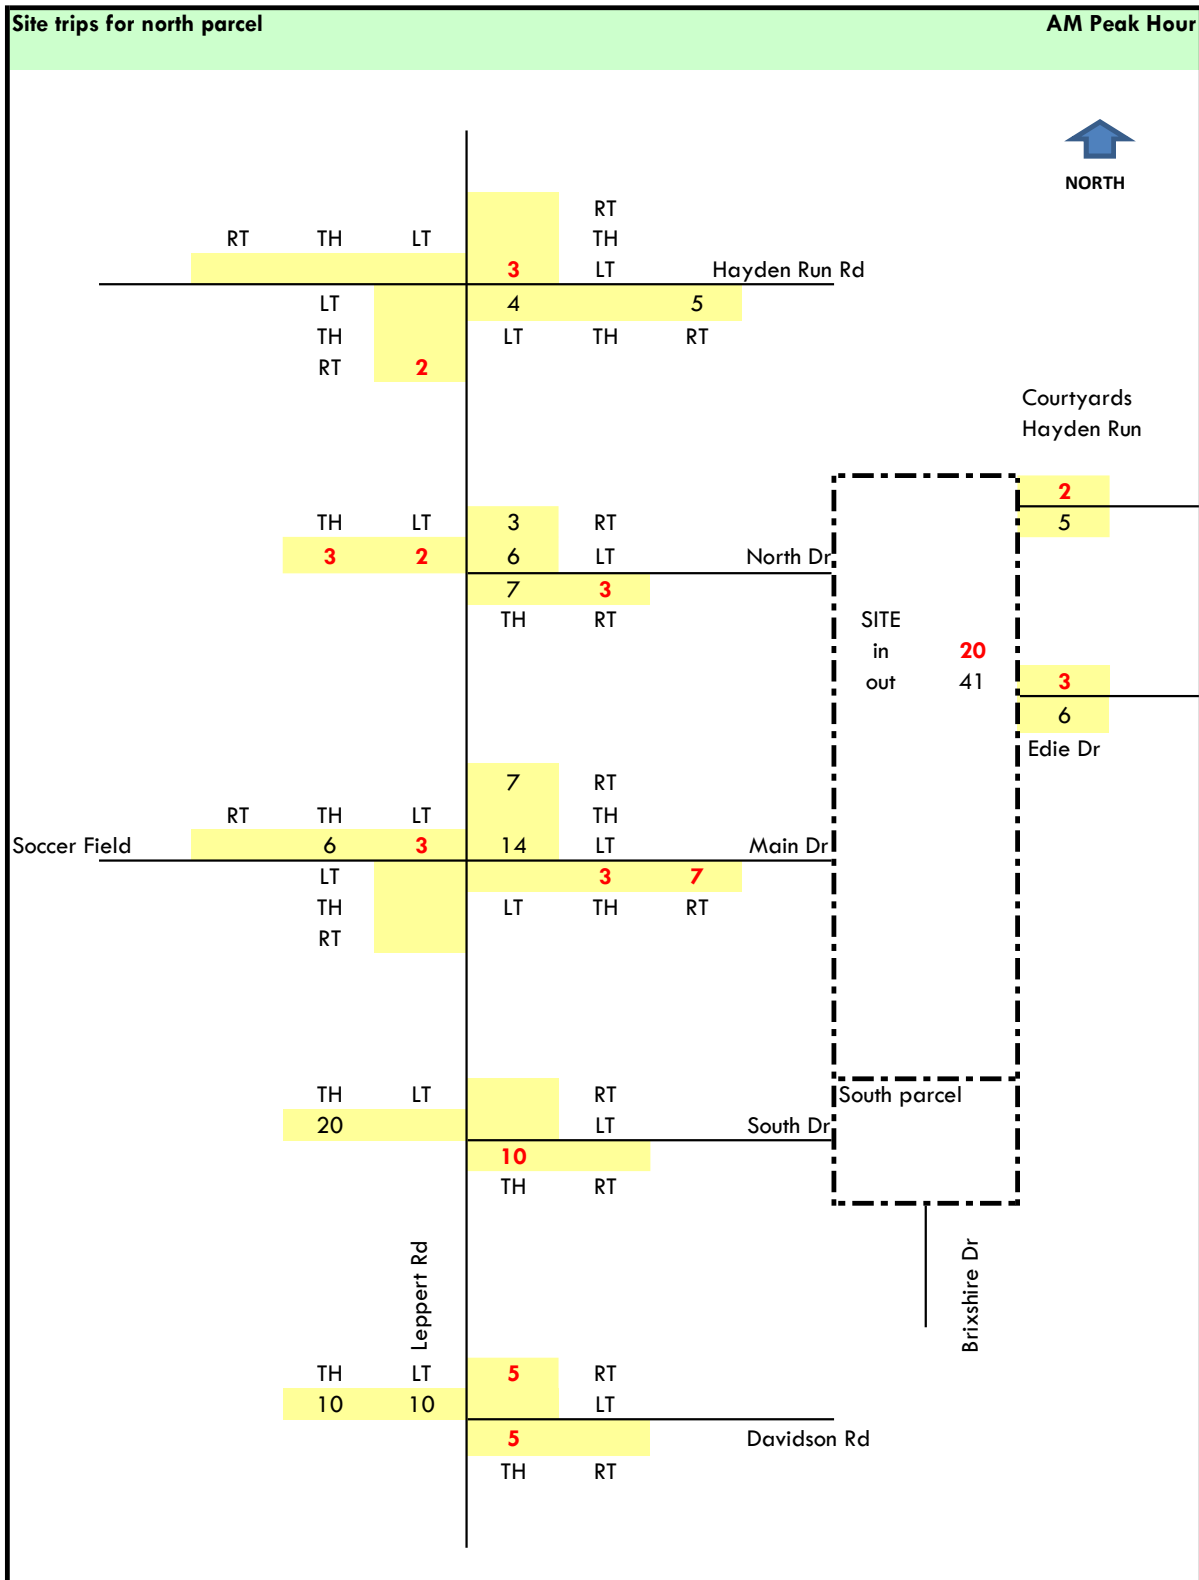 Site trips for north parcel AM Peak Hour
NORTH
RT
RT TH LT TH
3 LT Hayden Run Rd
LT 4 5
TH LT TH RT
RT 2
Courtyards
Hayden Run
2
TH LT 3 RT 5
3 2 6 LT North Dr
7 3
TH RT SITE
in 20
out 41 3
6
Edie Dr
7 RT
RT TH LT TH
Soccer Field 6 3 14 LT Main Dr
LT 3 7
TH LT TH RT
RT
TH LT RT South parcel
20 LT South Dr
10
TH RT
Leppert Rd
Brixshire Dr
TH LT 5 RT
10 10 LT
5 Davidson Rd
TH RT